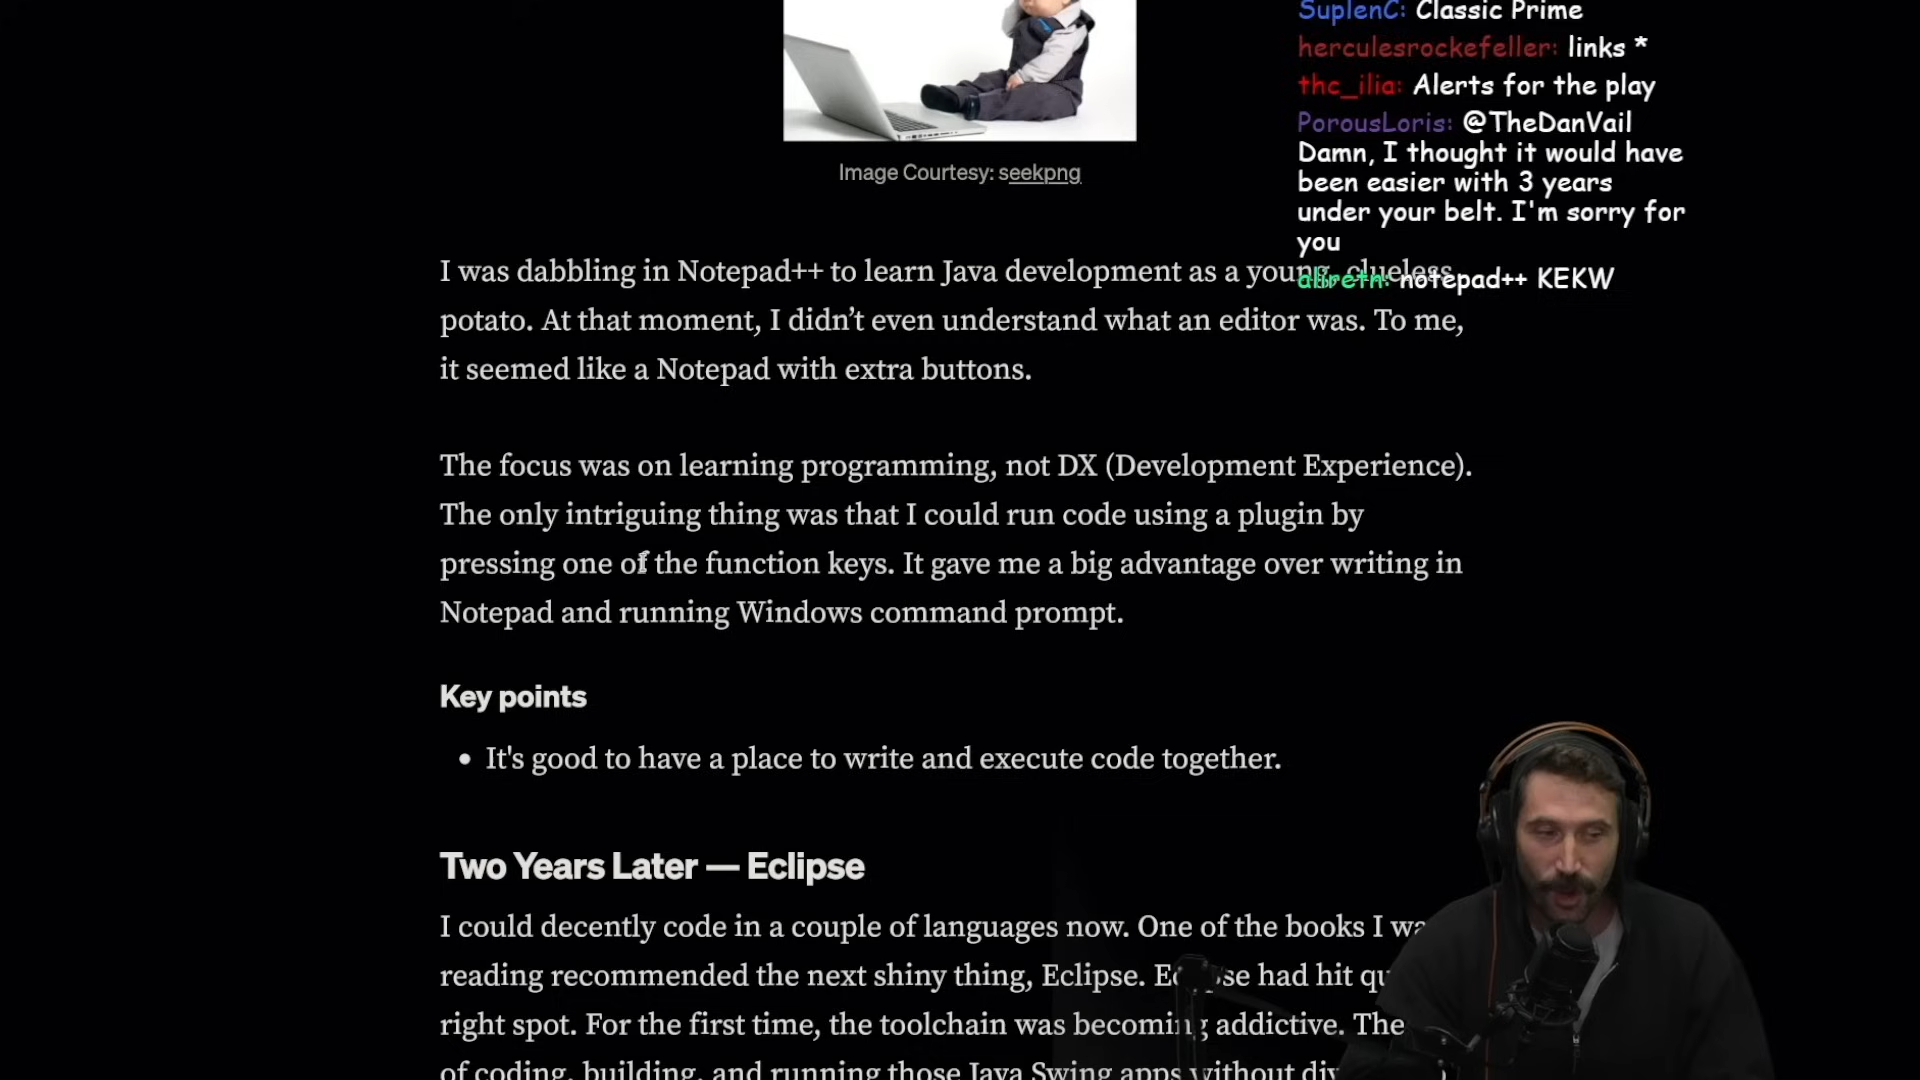 SuplenC: Classic Prime
herculesrockefeller: links *
thc_ilia: Alerts for the play
PorousLoris: @TheDanVail
Damn, I thought it would have
been easier with 3 years
under your belt. I'm sorry for
you
aliretn: notepad++ KEKW
Image Courtesy: seekpng
I was dabbling in Notepad++ to learn Java development as a young, clueless
potato. At that moment, I didn’t even understand what an editor was. To me,
it seemed like a Notepad with extra buttons.
The focus was on learning programming, not DX (Development Experience).
The only intriguing thing was that I could run code using a plugin by
pressing one of the function keys. It gave me a big advantage over writing in
Notepad and running Windows command prompt.
Key points
• It's good to have a place to write and execute code together.
Two Years Later — Eclipse
I could decently code in a couple of languages now. One of the books I
reading recommended the next shiny thing, Eclipse. had hit
right spot. For the first time, the toolchain was becoming addictive. The
of coding, building, and running those Java Swing apps without